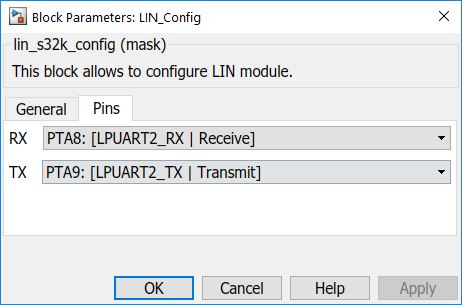 Block Parameters: LIN_Config
lin_s32k_config (mask)
This block allows to configure LIN module.
General Pins
RX PTA8: [LPUART2_RX | Receive]
TX PTA9: [LPUART2_TX | Transmit]
OK Cancel Help Apply